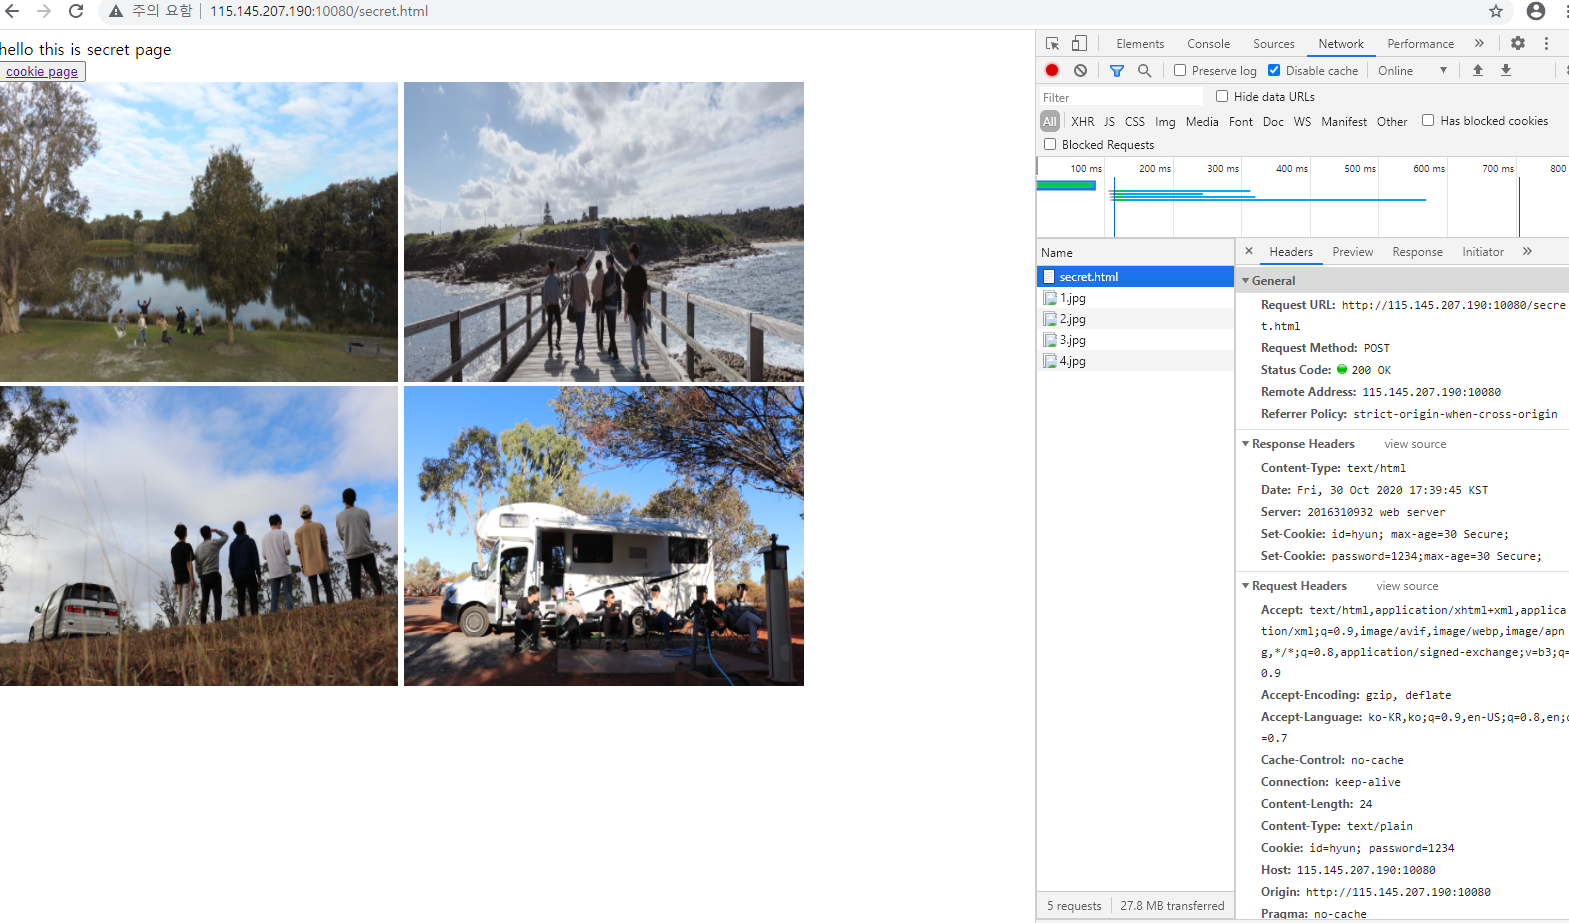 주의 요함 | 115.145.207.190:10080/secret.html
hello this is secret page
cookie page
Elements Console Sources Network Performance »
Preserve log Disable cache Online
Filter Hide data URLs
All XHR JS CSS Img Media Font Doc WS Manifest Other Has blocked cookies
Blocked Requests
100 ms 200 ms 300 ms 400 ms 500 ms 600 ms 700 ms 800
Name
secret.html
1.jpg
2.jpg
3.jpg
4.jpg
5 requests 27.8 MB transferred
× Headers Preview Response Initiator »
General
Request URL: http://115.145.207.190:10080/secre
t.html
Request Method: POST
Status Code: 200 OK
Remote Address: 115.145.207.190:10080
Referrer Policy: strict-origin-when-cross-origin
Response Headers view source
Content-Type: text/html
Date: Fri, 30 Oct 2020 17:39:45 KST
Server: 2016310932 web server
Set-Cookie: id=hyun; max-age=30 Secure;
Set-Cookie: password=1234;max-age=30 Secure;
Request Headers view source
Accept: text/html,application/xhtml+xml,applica
tion/xml;q=0.9,image/avif,image/webp,image/apn
g,*/*;q=0.8,application/signed-exchange;v=b3;q=
0.9
Accept-Encoding: gzip, deflate
Accept-Language: ko-KR,ko;q=0.9,en-US;q=0.8,en;q
=0.7
Cache-Control: no-cache
Connection: keep-alive
Content-Length: 24
Content-Type: text/plain
Cookie: id=hyun; password=1234
Host: 115.145.207.190:10080
Origin: http://115.145.207.190:10080
Pragma: no-cache